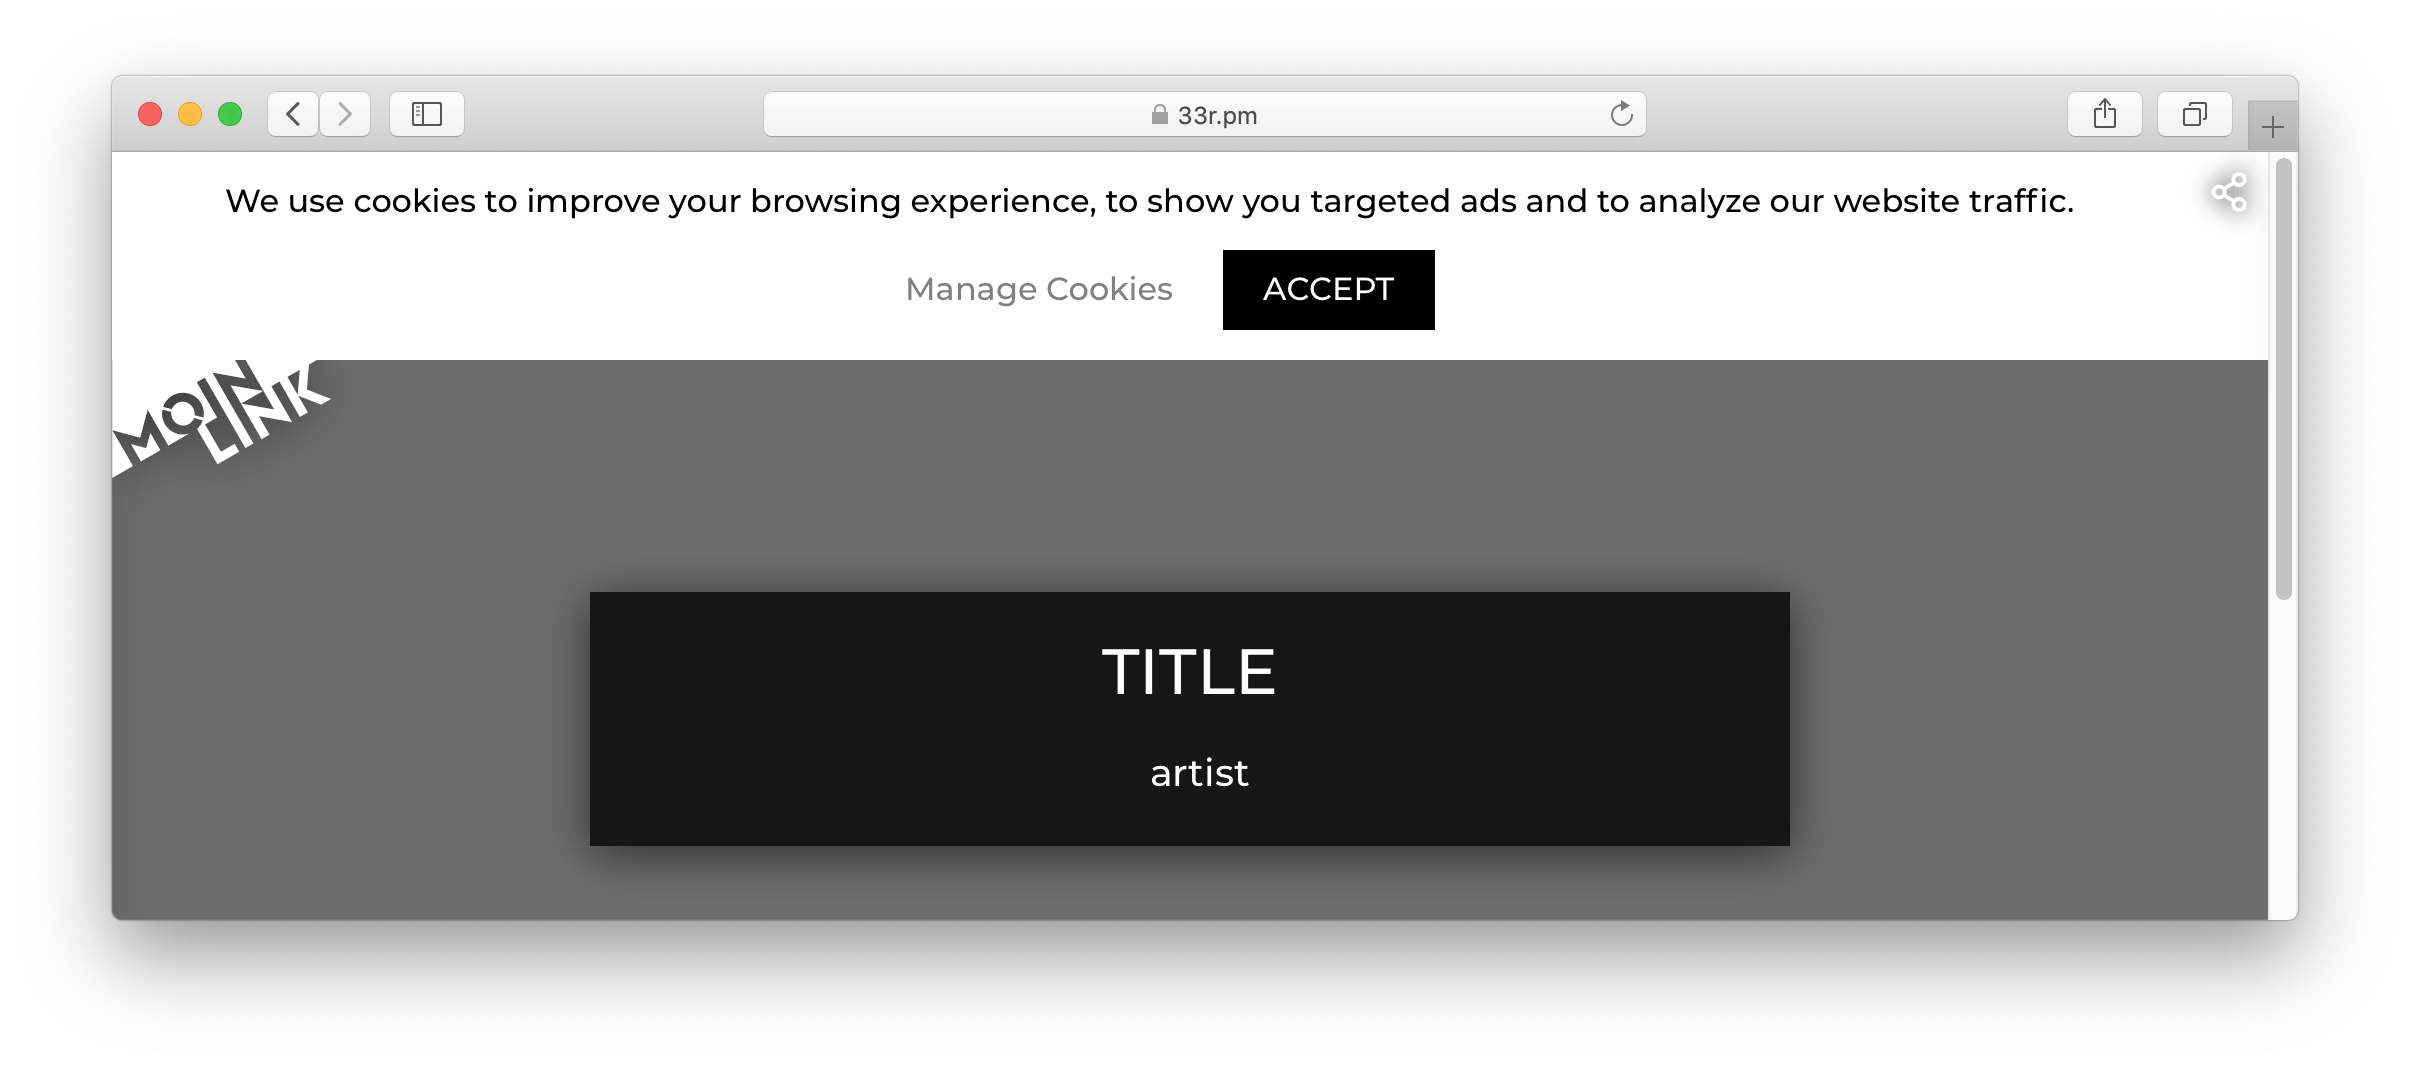 33r.pm
We use cookies to improve your browsing experience, to show you targeted ads and to analyze our website traffic.
Manage Cookies ACCEPT
MOIN
LINK
TITLE
artist